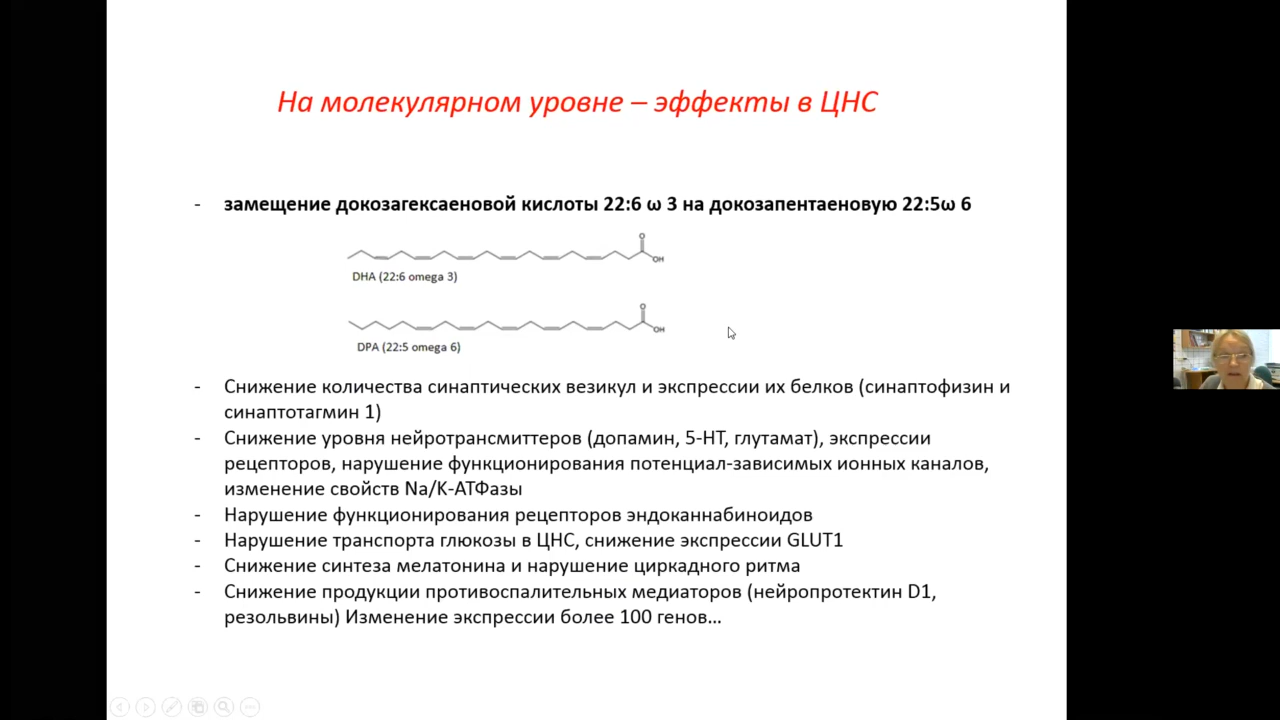 На молекулярном уровне – эффекты в ЦНС
- замещение докозагексаеновой кислоты 22:6 ω 3 на докозапентаеновую 22:5ω 6
O
OH
DHA (22:6 omega 3)
O
OH
DPA (22:5 omega 6)
- Снижение количества синаптических везикул и экспрессии их белков (синаптофизин и
синаптотагмин 1)
- Снижение уровня нейротрансмиттеров (допамин, 5-НТ, глутамат), экспрессии
рецепторов, нарушение функционирования потенциал-зависимых ионных каналов,
изменение свойств Na/K-АТФазы
- Нарушение функционирования рецепторов эндоканнабиноидов
- Нарушение транспорта глюкозы в ЦНС, снижение экспрессии GLUT1
- Снижение синтеза мелатонина и нарушение циркадного ритма
- Снижение продукции противоспалительных медиаторов (нейропротектин D1,
резольвины) Изменение экспрессии более 100 генов…